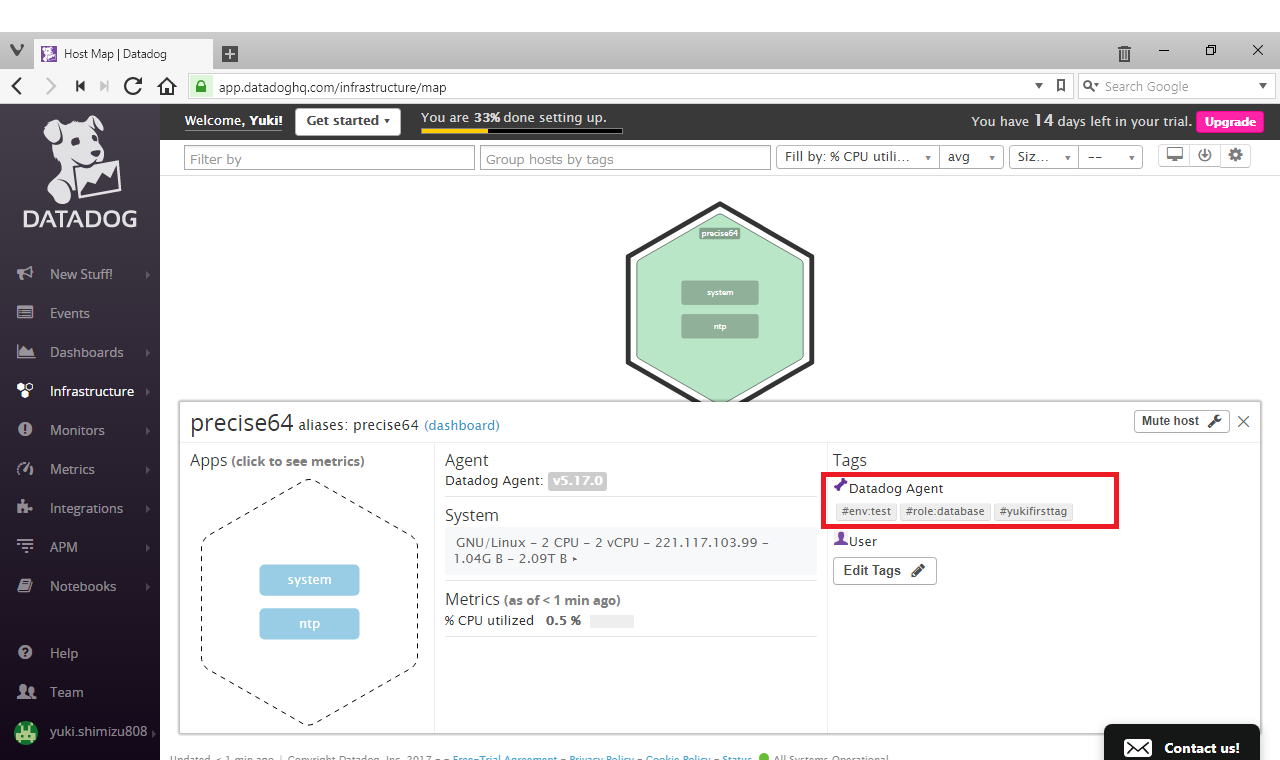 Host Map | Datadog
app.datadoghq.com/infrastructure/map
Search Google
DATADOG
New Stuff!
Events
Dashboards
Infrastructure
Monitors
Metrics
Integrations
APM
Notebooks
Help
Team
yuki.shimizu808
Welcome, Yuki!
Get started
You are 33% done setting up.
You have 14 days left in your trial.
Upgrade
Filter by
Group hosts by tags
Fill by: % CPU utili...
avg
Siz...
--
precise64
system
ntp
precise64 aliases: precise64 (dashboard)
Mute host
Apps (click to see metrics)
system
ntp
Agent
Datadog Agent: v5.17.0
System
GNU/Linux – 2 CPU – 2 vCPU – 221.117.103.99 –
1.04G B – 2.09T B ▸
Metrics (as of < 1 min ago)
% CPU utilized 0.5 %
Tags
Datadog Agent
#env:test #role:database #yukifirsttag
User
Edit Tags
Updated < 1 min ago | Copyright Datadog, Inc. 2017 – – Free-Trial Agreement – Privacy Policy – Cookie Policy – Status All Systems Operational
Contact us!